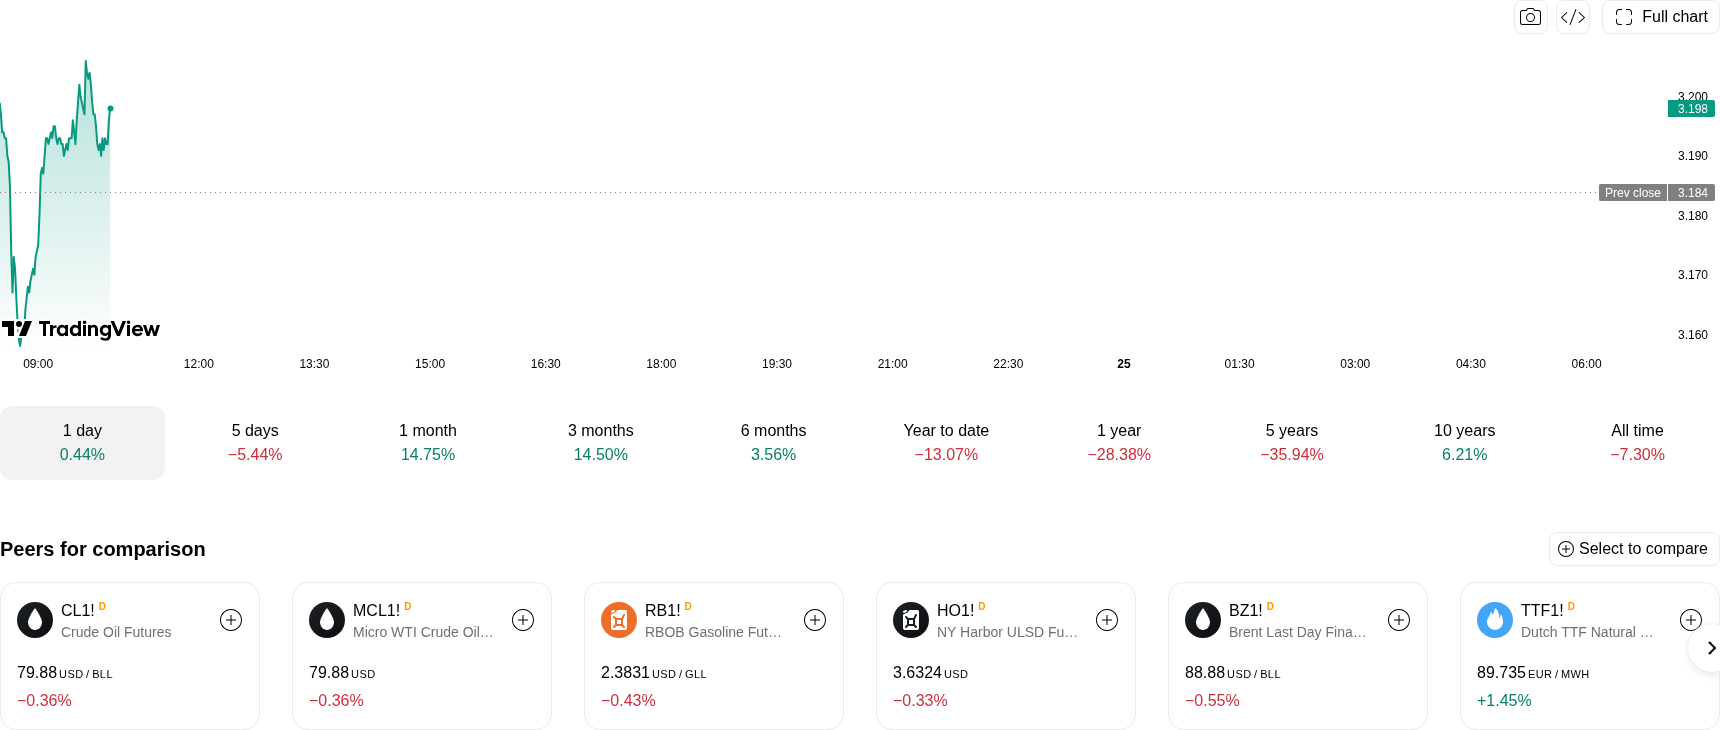 Full chart
3.200
3.198
3.190
Prev close 3.184
3.180
3.170
TradingView
3.160
09:00 12:00 13:30 15:00 16:30 18:00 19:30 21:00 22:30 25 01:30 03:00 04:30 06:00
1 day 5 days 1 month 3 months 6 months Year to date 1 year 5 years 10 years All time
0.44% −5.44% 14.75% 14.50% 3.56% −13.07% −28.38% −35.94% 6.21% −7.30%
Peers for comparison
Select to compare
CL1! D
Crude Oil Futures
79.88 USD / BLL
−0.36%
MCL1! D
Micro WTI Crude Oil…
79.88 USD
−0.36%
RB1! D
RBOB Gasoline Fut…
2.3831 USD / GLL
−0.43%
HO1! D
NY Harbor ULSD Fu…
3.6324 USD
−0.33%
BZ1! D
Brent Last Day Fina…
88.88 USD / BLL
−0.55%
TTF1! D
Dutch TTF Natural …
89.735 EUR / MWH
+1.45%